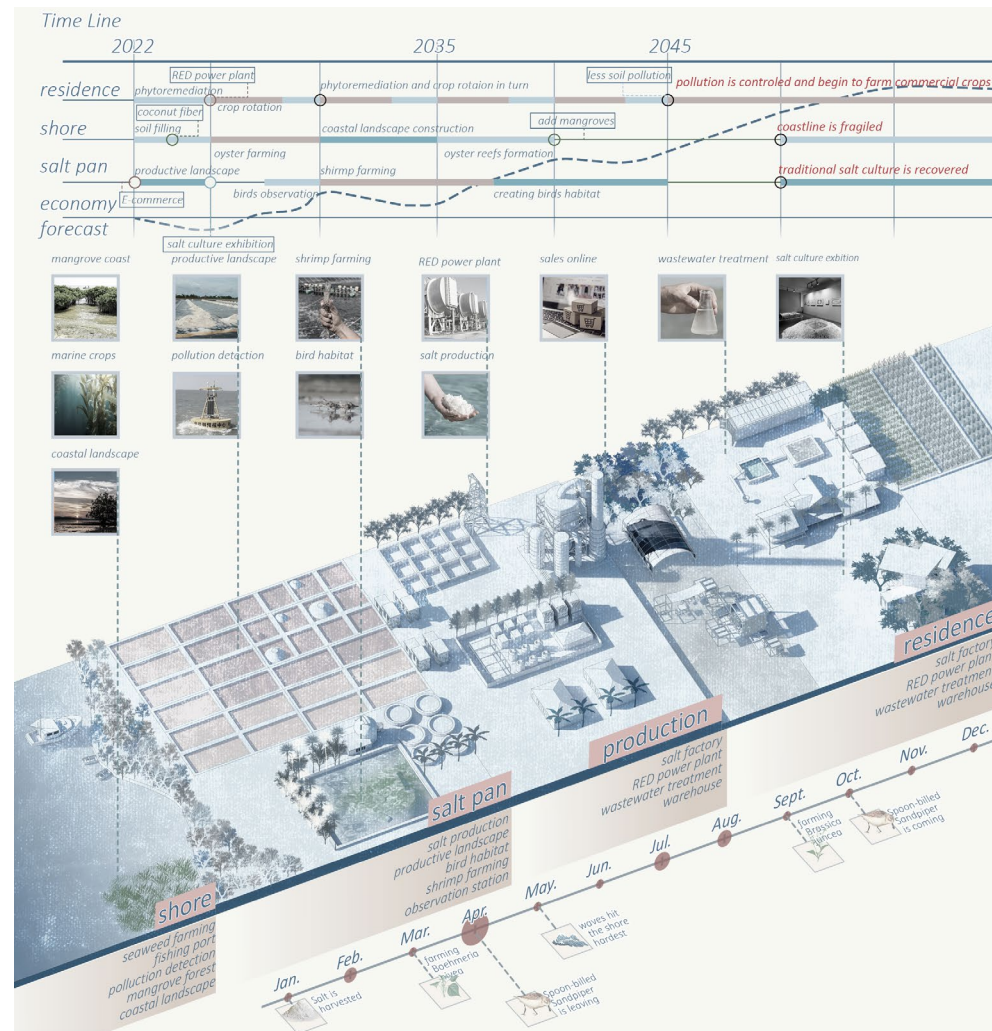 Time Line
2022
2035
2045
residence
RED power plant
phytoremediation
crop rotation
phytoremediation and crop rotaion in turn
less soil pollution
pollution is controled and begin to farm commercial crops
shore
coconut fiber
soil filling
oyster farming
coastal landscape construction
oyster reefs formation
add mangroves
coastline is fragiled
salt pan
productive landscape
E-commerce
birds observation
shirmp farming
creating birds habitat
traditional salt culture is recovered
economy
forecast
salt culture exhibition
mangrove coast
productive landscape
shrimp farming
RED power plant
sales online
wastewater treatment
salt culture exbition
marine crops
pollution detection
bird habitat
salt production
coastal landscape
residence
salt factory
RED power plant
wastewater treatment
warehouse
production
salt factory
RED power plant
wastewater treatment
warehouse
salt pan
salt production
productive landscape
bird habitat
shrimp farming
observation station
shore
seaweed farming
fishing port
polluction detection
mangrove forest
coastal landscape
Jan.
Feb.
Mar.
Apr.
May.
Jun.
Jul.
Aug.
Sept.
Oct.
Nov.
Dec.
Salt is
harvested
farming
Boehmeria
Spoon-billed
Sandpiper
is leaving
waves hit
the shore
hardest
farming
Brassica
juncea
Spoon-billed
Sandpiper
is coming